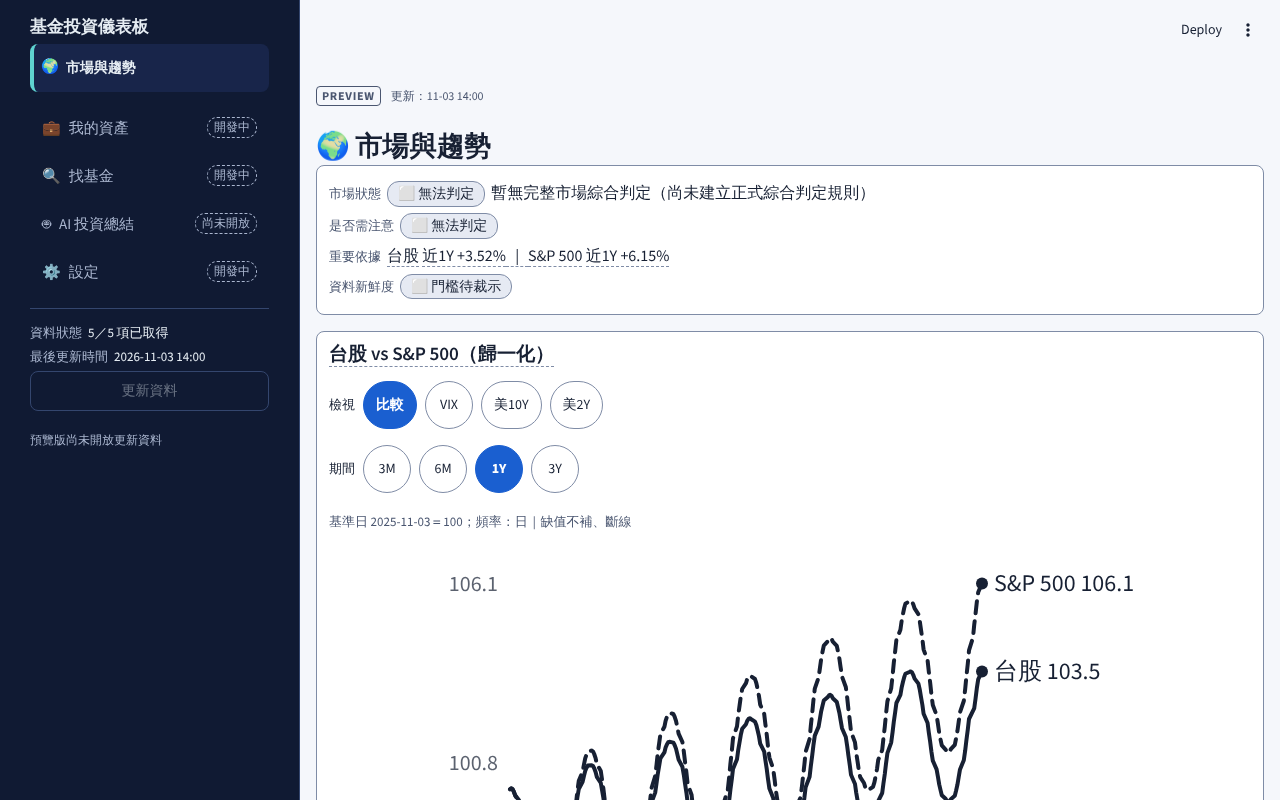 基金投資儀表板
市場與趨勢
我的資產 開發中
找基金 開發中
AI 投資總結 尚未開放
設定 開發中
資料狀態 5／5 項已取得
最後更新時間 2026-11-03 14:00
更新資料
預覽版尚未開放更新資料
Deploy
PREVIEW 更新：11-03 14:00
市場與趨勢
市場狀態 無法判定 暫無完整市場綜合判定（尚未建立正式綜合判定規則）
是否需注意 無法判定
重要依據 台股 近1Y +3.52% ｜ S&P 500 近1Y +6.15%
資料新鮮度 門檻待裁示
台股 vs S&P 500（歸一化）
檢視 比較 VIX 美10Y 美2Y
期間 3M 6M 1Y 3Y
基準日 2025-11-03＝100；頻率：日｜缺值不補、斷線
106.1
S&P 500 106.1
台股 103.5
100.8